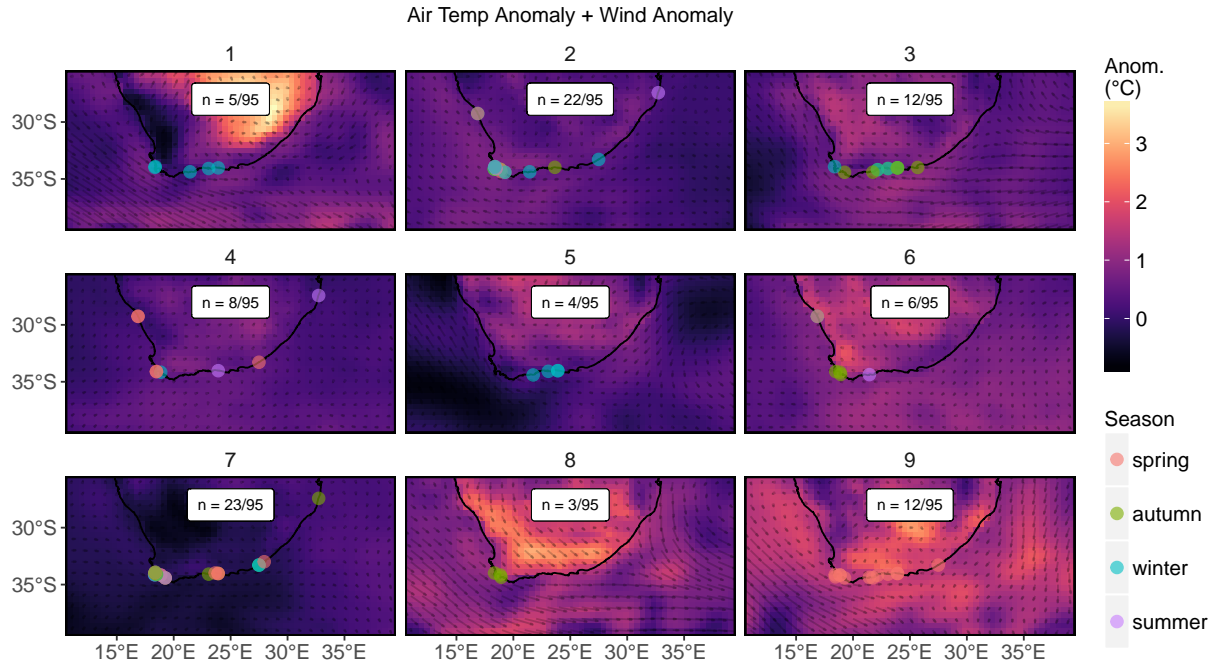 Air Temp Anomaly + Wind Anomaly
1 2 3
n = 5/95 n = 22/95 n = 12/95
30°S
35°S
4 5 6
n = 8/95 n = 4/95 n = 6/95
30°S
35°S
7 8 9
n = 23/95 n = 3/95 n = 12/95
30°S
35°S
15°E 20°E 25°E 30°E 35°E 15°E 20°E 25°E 30°E 35°E 15°E 20°E 25°E 30°E 35°E
Anom.
(°C)
3
2
1
0
Season
spring
autumn
winter
summer